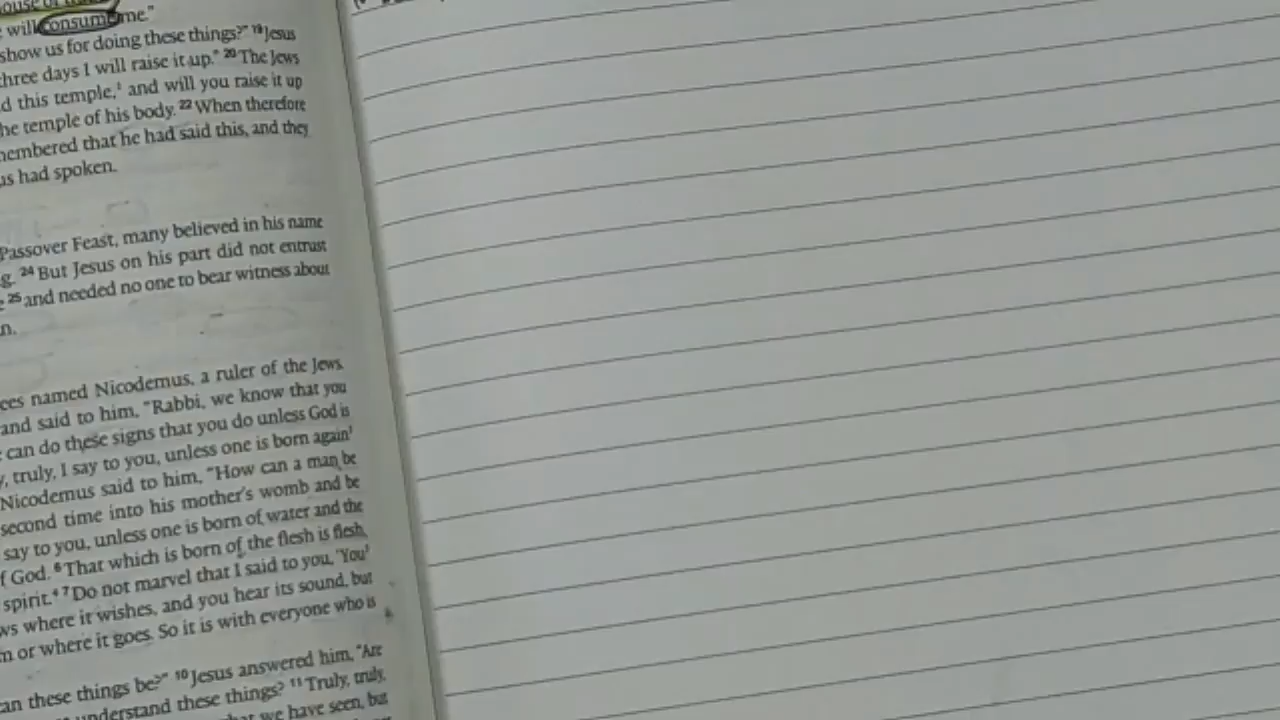 will consume me."
show us for doing these things?" 19 Jesus
three days I will raise it up." 20 The Jews
d this temple,¹ and will you raise it up
he temple of his body. 22 When therefore
membered that he had said this, and they
us had spoken.
Passover Feast, many believed in his name
g. 24 But Jesus on his part did not entrust
25 and needed no one to bear witness about
n.
ees named Nicodemus, a ruler of the Jews.
and said to him, "Rabbi, we know that you
can do these signs that you do unless God is
y, truly, I say to you, unless one is born again
Nicodemus said to him, "How can a man be
second time into his mother's womb and be
say to you, unless one is born of water and the
f God. 6 That which is born of the flesh is flesh,
spirit. 7 Do not marvel that I said to you, 'You
ws where it wishes, and you hear its sound, but
m or where it goes. So it is with everyone who is
an these things be?" 10 Jesus answered him, "Are
understand these things? 11 Truly, truly,
hat we have seen, but